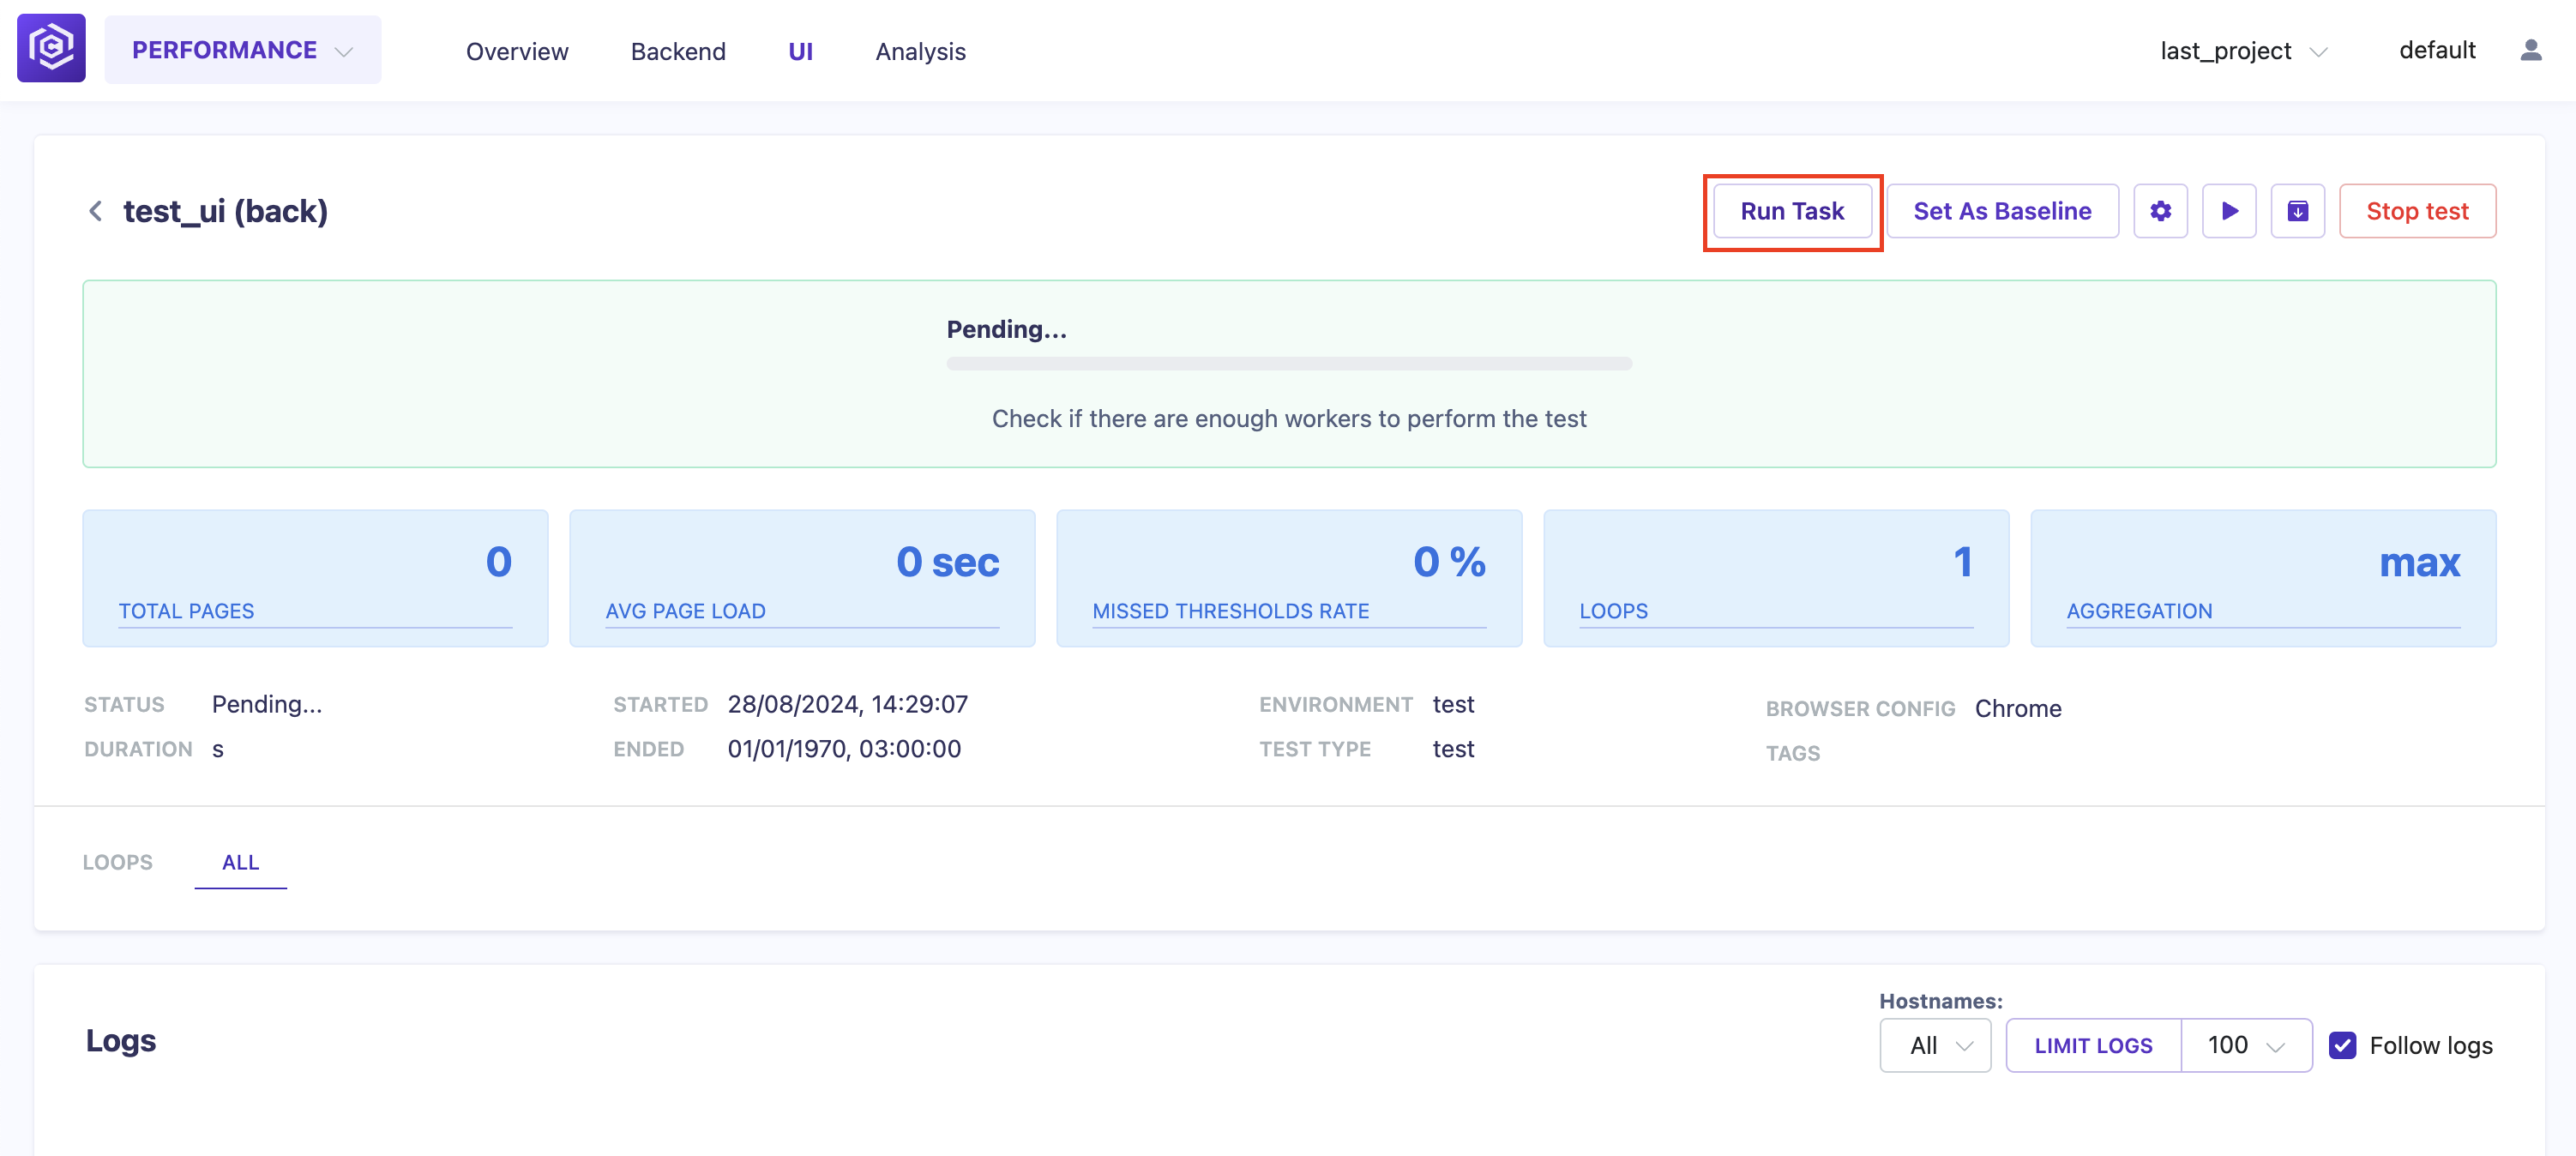 PERFORMANCE Overview Backend UI Analysis last_project default
test_ui (back) Run Task Set As Baseline Stop test
Pending...
Check if there are enough workers to perform the test
0 0 sec 0 % 1 max
TOTAL PAGES AVG PAGE LOAD MISSED THRESHOLDS RATE LOOPS AGGREGATION
STATUS Pending... STARTED 28/08/2024, 14:29:07 ENVIRONMENT test BROWSER CONFIG Chrome
DURATION s ENDED 01/01/1970, 03:00:00 TEST TYPE test TAGS
LOOPS ALL
Hostnames:
Logs All LIMIT LOGS 100 Follow logs